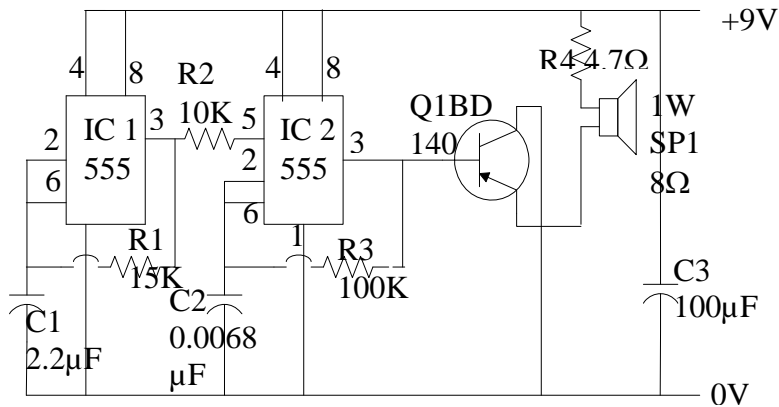 +9V
R4 4.7Ω
4
8
R2
10K
4
8
Q1BD
140
1W
SP1
8Ω
2
6
IC 1
555
3
5
2
6
IC 2
555
3
1
R1
15K
R3
100K
C1
2.2µF
C2
0.0068
µF
C3
100µF
0V